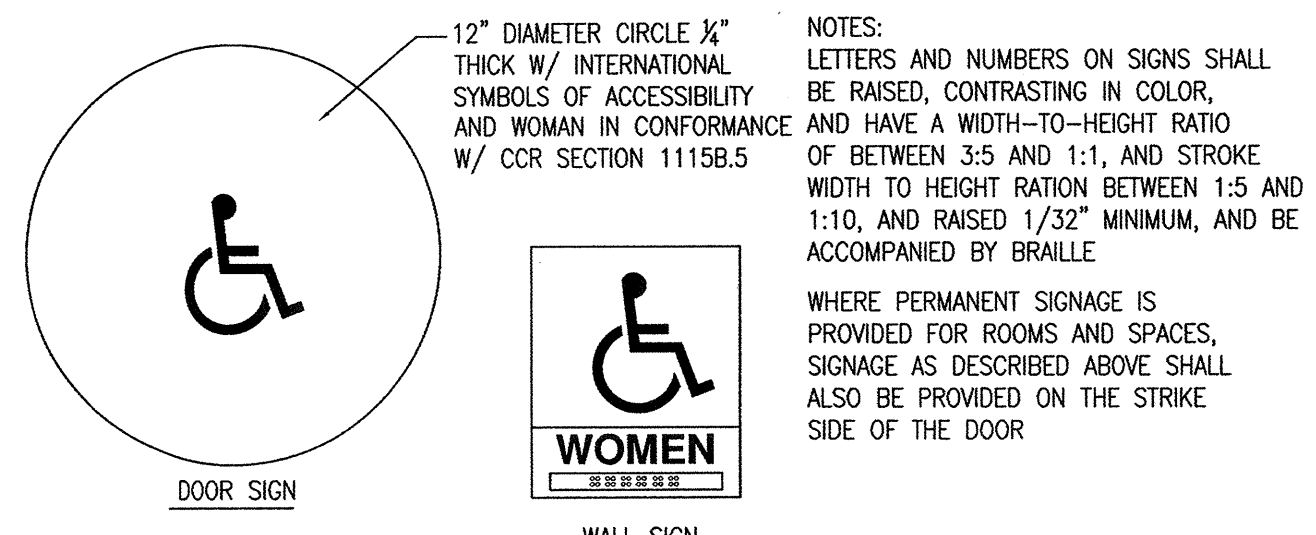 12" DIAMETER CIRCLE ¼"
THICK W/ INTERNATIONAL
SYMBOLS OF ACCESSIBILITY
AND WOMAN IN CONFORMANCE
W/ CCR SECTION 1115B.5
NOTES:
LETTERS AND NUMBERS ON SIGNS SHALL
BE RAISED, CONTRASTING IN COLOR,
AND HAVE A WIDTH-TO-HEIGHT RATIO
OF BETWEEN 3:5 AND 1:1, AND STROKE
WIDTH TO HEIGHT RATION BETWEEN 1:5 AND
1:10, AND RAISED 1/32" MINIMUM, AND BE
ACCOMPANIED BY BRAILLE
WHERE PERMANENT SIGNAGE IS
PROVIDED FOR ROOMS AND SPACES,
SIGNAGE AS DESCRIBED ABOVE SHALL
ALSO BE PROVIDED ON THE STRIKE
SIDE OF THE DOOR
WOMEN
DOOR SIGN
WALL SIGN